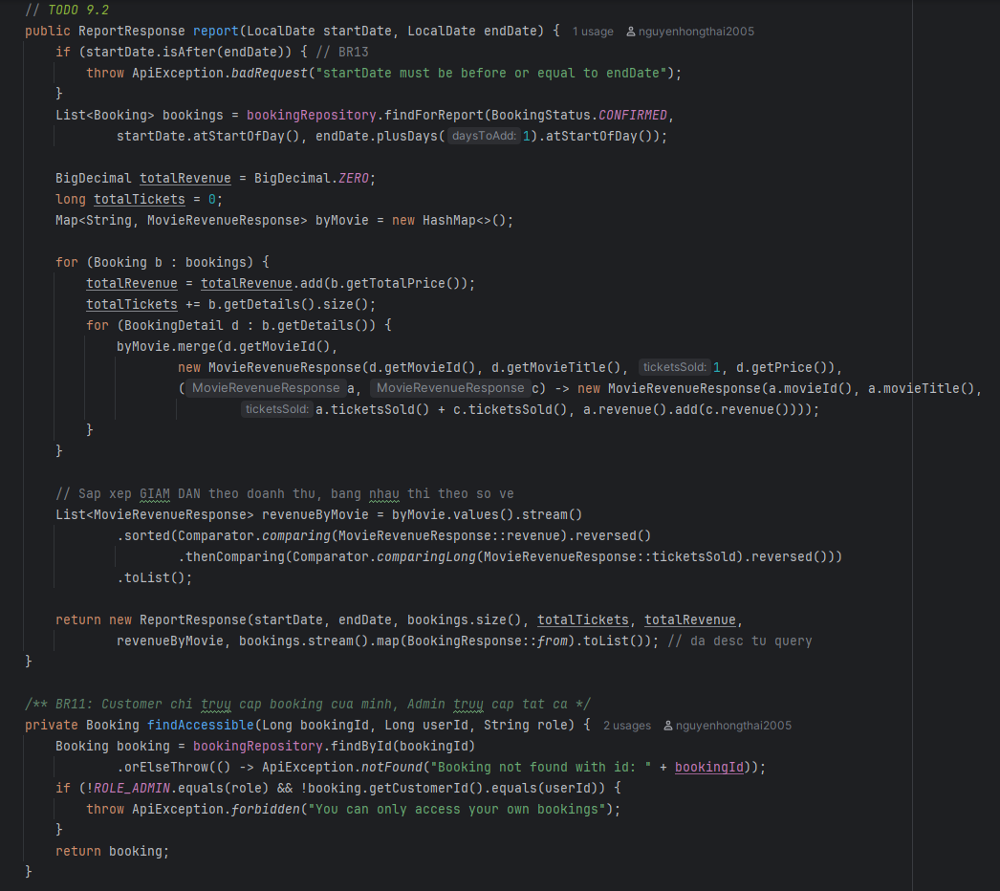 // TODO 9.2
public ReportResponse report(LocalDate startDate, LocalDate endDate) { 1 usage nguyenhongthai2005
if (startDate.isAfter(endDate)) { // BR13
throw ApiException.badRequest("startDate must be before or equal to endDate");
}
List<Booking> bookings = bookingRepository.findForReport(BookingStatus.CONFIRMED,
startDate.atStartOfDay(), endDate.plusDays( daysToAdd: 1).atStartOfDay());
BigDecimal totalRevenue = BigDecimal.ZERO;
long totalTickets = 0;
Map<String, MovieRevenueResponse> byMovie = new HashMap<>();
for (Booking b : bookings) {
totalRevenue = totalRevenue.add(b.getTotalPrice());
totalTickets += b.getDetails().size();
for (BookingDetail d : b.getDetails()) {
byMovie.merge(d.getMovieId(),
new MovieRevenueResponse(d.getMovieId(), d.getMovieTitle(), ticketsSold: 1, d.getPrice()),
( MovieRevenueResponse a, MovieRevenueResponse c) -> new MovieRevenueResponse(a.movieId(), a.movieTitle(),
ticketsSold: a.ticketsSold() + c.ticketsSold(), a.revenue().add(c.revenue())));
}
}
// Sap xep GIAM DAN theo doanh thu, bang nhau thi theo so ve
List<MovieRevenueResponse> revenueByMovie = byMovie.values().stream()
.sorted(Comparator.comparing(MovieRevenueResponse::revenue).reversed()
.thenComparing(Comparator.comparingLong(MovieRevenueResponse::ticketsSold).reversed()))
.toList();
return new ReportResponse(startDate, endDate, bookings.size(), totalTickets, totalRevenue,
revenueByMovie, bookings.stream().map(BookingResponse::from).toList()); // da desc tu query
}
/** BR11: Customer chi truy cap booking cua minh, Admin truy cap tat ca */
private Booking findAccessible(Long bookingId, Long userId, String role) { 2 usages nguyenhongthai2005
Booking booking = bookingRepository.findById(bookingId)
.orElseThrow(() -> ApiException.notFound("Booking not found with id: " + bookingId));
if (!ROLE_ADMIN.equals(role) && !booking.getCustomerId().equals(userId)) {
throw ApiException.forbidden("You can only access your own bookings");
}
return booking;
}